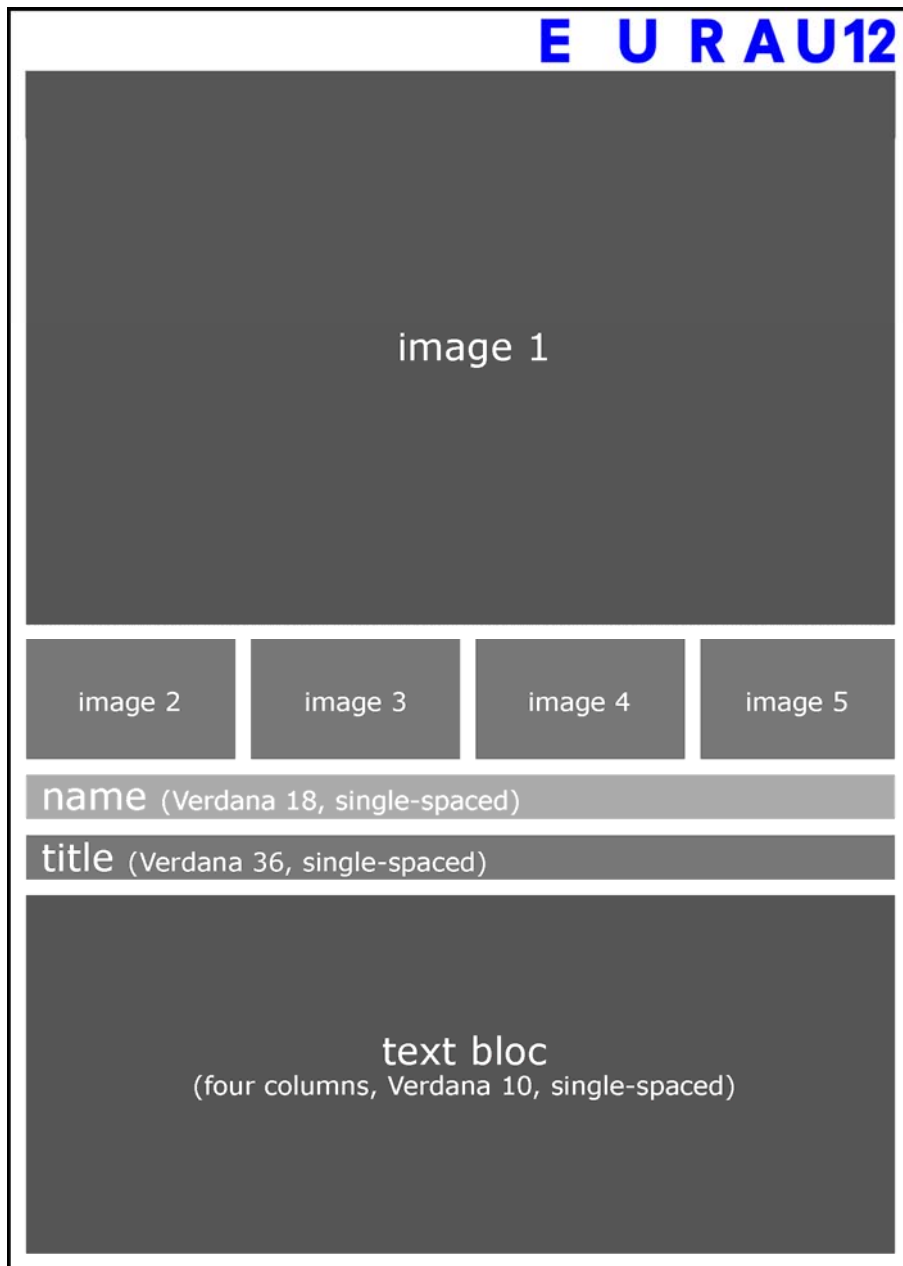 E URAU12
image 1
image 2 image 3 image 4 image 5
name (Verdana 18, single-spaced)
title (Verdana 36, single-spaced)
text bloc
(four columns, Verdana 10, single-spaced)